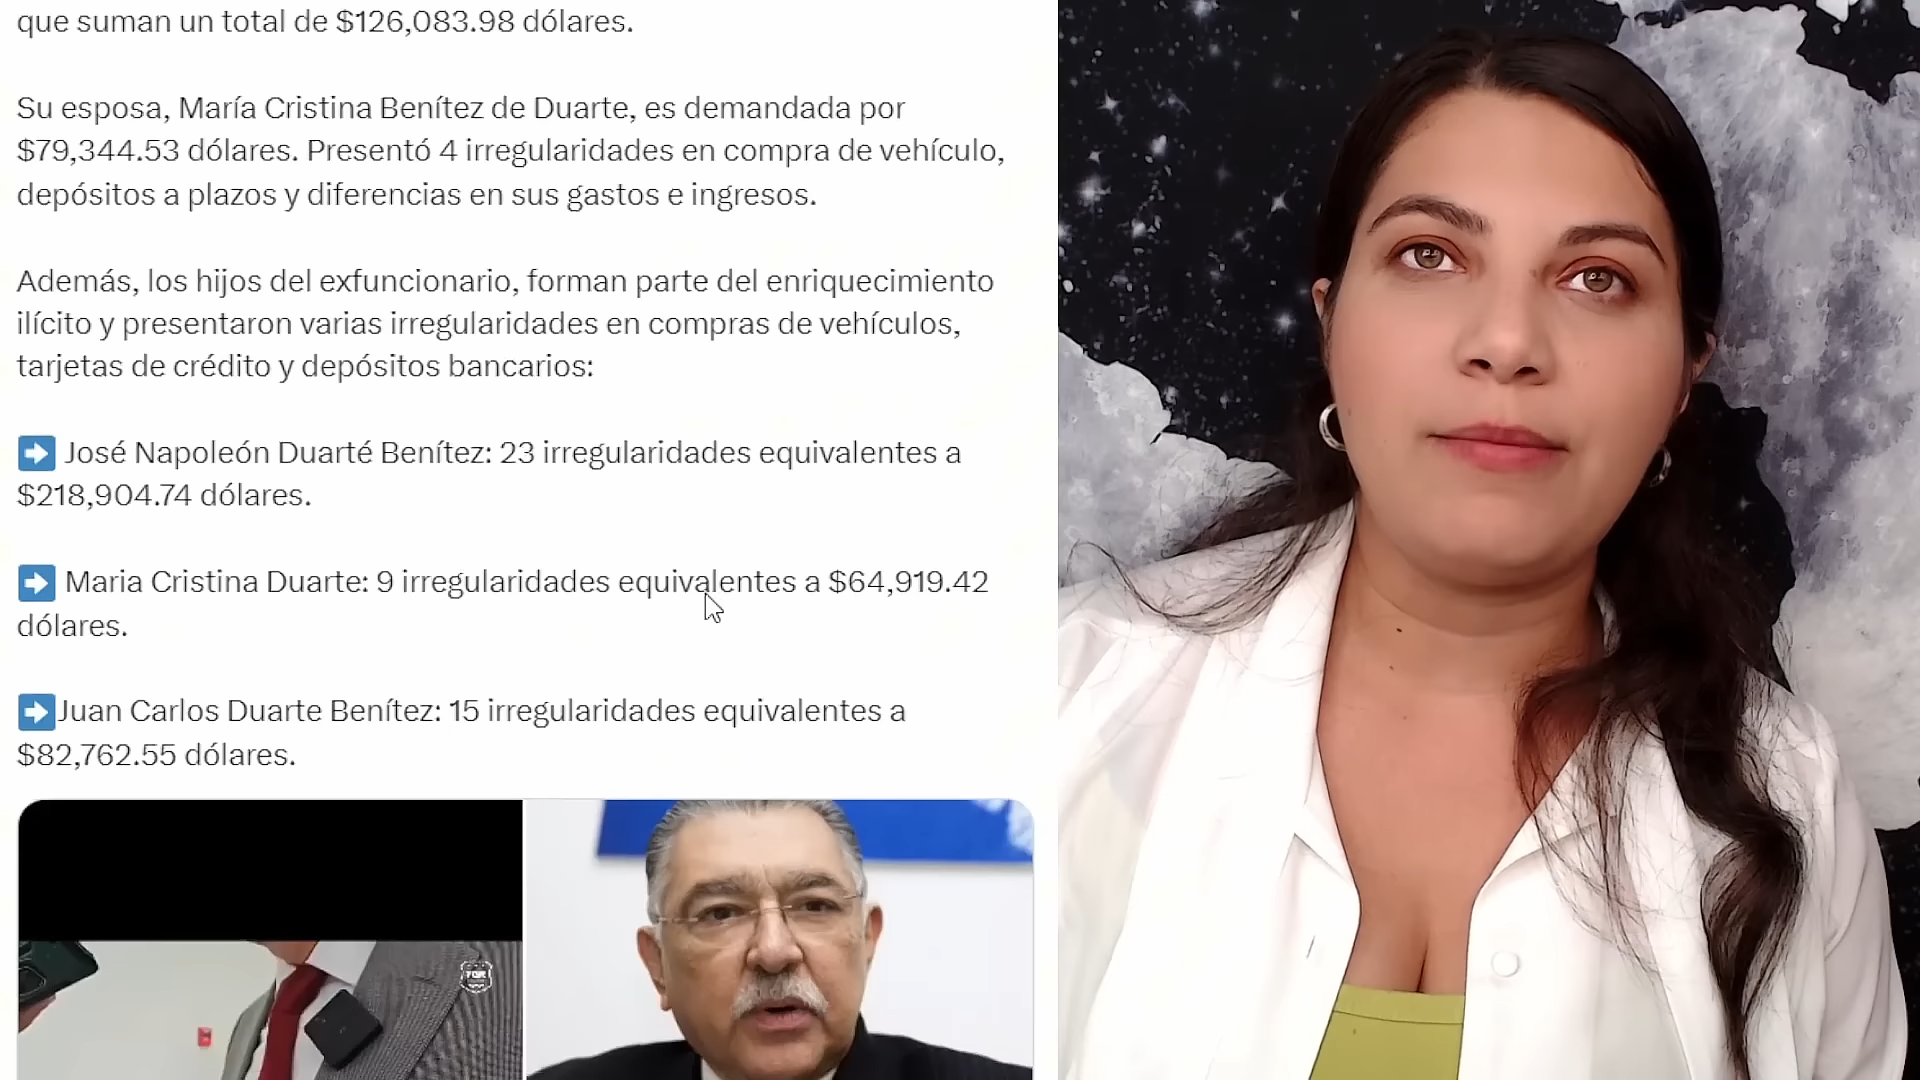 que suman un total de $126,083.98 dólares.
Su esposa, María Cristina Benítez de Duarte, es demandada por
$79,344.53 dólares. Presentó 4 irregularidades en compra de vehículo,
depósitos a plazos y diferencias en sus gastos e ingresos.
Además, los hijos del exfuncionario, forman parte del enriquecimiento
ilícito y presentaron varias irregularidades en compras de vehículos,
tarjetas de crédito y depósitos bancarios:
José Napoleón Duarté Benítez: 23 irregularidades equivalentes a
$218,904.74 dólares.
Maria Cristina Duarte: 9 irregularidades equivalentes a $64,919.42
dólares.
Juan Carlos Duarte Benítez: 15 irregularidades equivalentes a
$82,762.55 dólares.
FGR